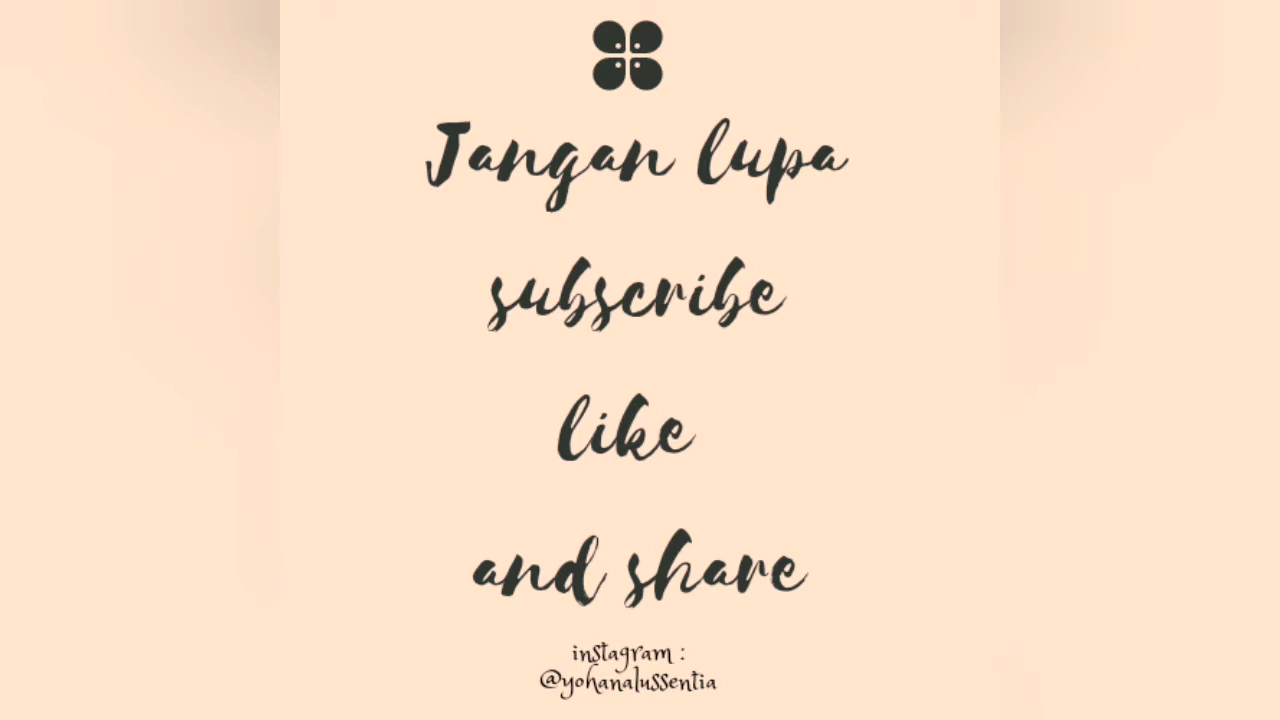 Jangan lupa
subscribe
like
and share
instagram :
@yohanalussentia